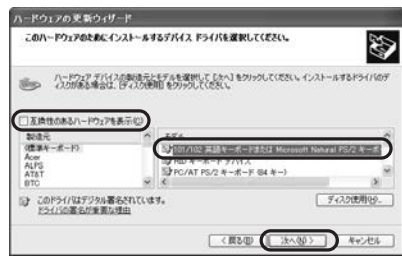 ハードウェアの更新ウィザード
このハードウェアのためにインストールするデバイス ドライバを選択してください。
ハードウェア デバイスの製造元とモデルを選択して [次へ] をクリックしてください。インストールするドライバのデ
ィスクがある場合は、[ディスク使用] をクリックしてください。
互換性のあるハードウェアを表示(C)
製造元
(標準キーボード)
Acer
ALPS
AT&T
BTC
モデル
101/102 英語キーボードまたは Microsoft Natural PS/2 キーボ
HID キーボード デバイス
PC/AT PS/2 キーボード (84 キー)
このドライバはデジタル署名されています。
ドライバの署名が重要な理由
ディスク使用(H)...
< 戻る(B)
次へ(N) >
キャンセル